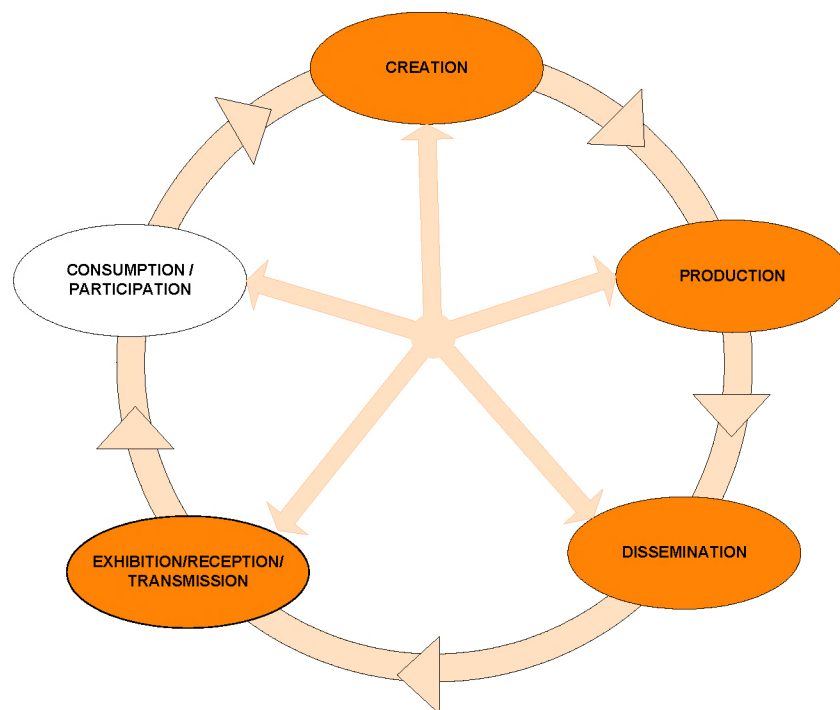 CREATION
PRODUCTION
DISSEMINATION
EXHIBITION/RECEPTION/
TRANSMISSION
CONSUMPTION /
PARTICIPATION